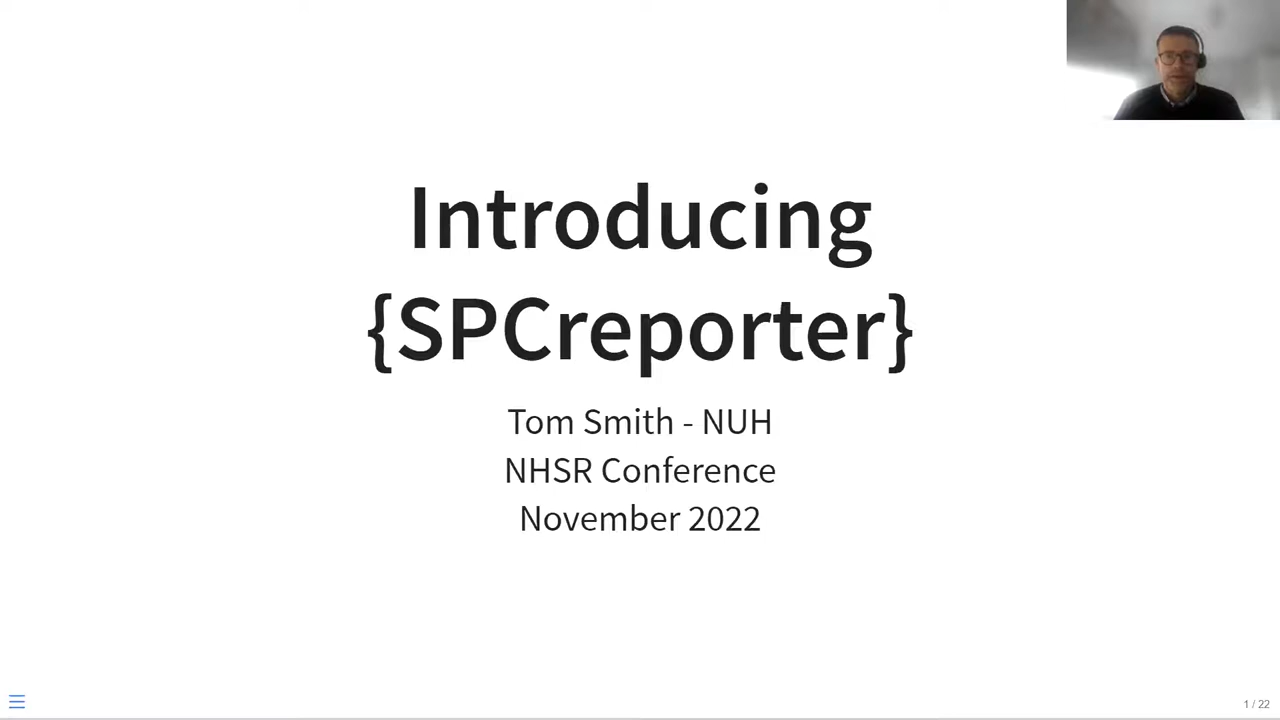 Introducing
{SPCreporter}
Tom Smith - NUH
NHSR Conference
November 2022
1 / 22